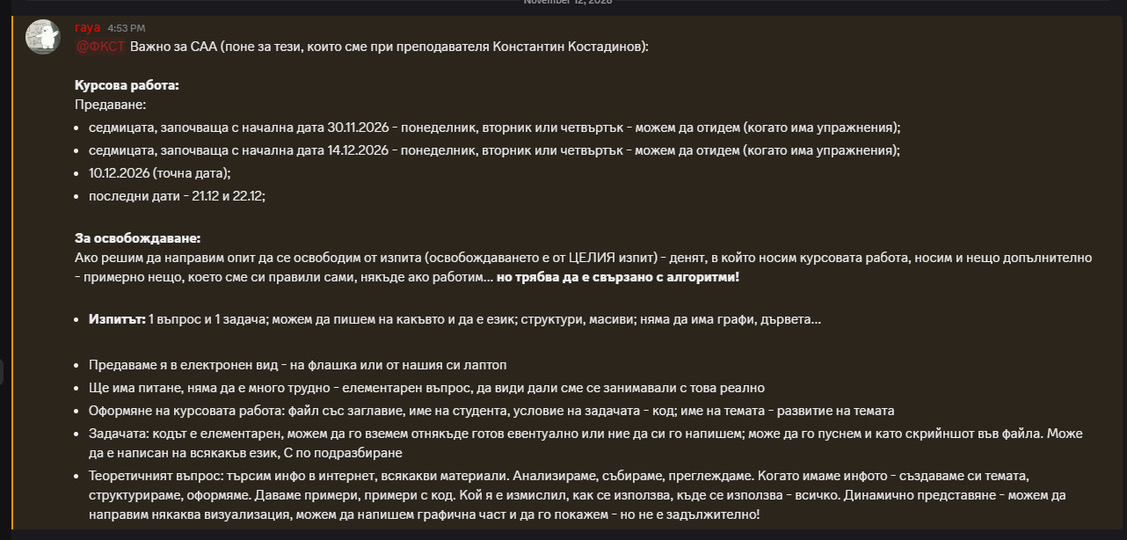 November 12, 2026
raya 4:53 PM
@ФКСТ Важно за САА (поне за тези, които сме при преподавателя Константин Костадинов):
Курсова работа:
Предаване:
• седмицата, започваща с начална дата 30.11.2026 - понеделник, вторник или четвъртък - можем да отидем (когато има упражнения);
• седмицата, започваща с начална дата 14.12.2026 - понеделник, вторник или четвъртък - можем да отидем (когато има упражнения);
• 10.12.2026 (точна дата);
• последни дати - 21.12 и 22.12;
За освобождаване:
Ако решим да направим опит да се освободим от изпита (освобождаването е от ЦЕЛИЯ изпит) - денят, в който носим курсовата работа, носим и нещо допълнително
- примерно нещо, което сме си правили сами, някъде ако работим... но трябва да е свързано с алгоритми!
• Изпитът: 1 въпрос и 1 задача; можем да пишем на какъвто и да е език; структури, масиви; няма да има графи, дървета...
• Предаваме я в електронен вид - на флашка или от нашия си лаптоп
• Ще има питане, няма да е много трудно - елементарен въпрос, да види дали сме се занимавали с това реално
• Оформяне на курсовата работа: файл със заглавие, име на студента, условие на задачата - код; име на темата - развитие на темата
• Задачата: кодът е елементарен, можем да го вземем отнякъде готов евентуално или ние да си го напишем; може да го пуснем и като скрийншот във файла. Може
да е написан на всякакъв език, С по подразбиране
• Теоретичният въпрос: търсим инфо в интернет, всякакви материали. Анализираме, събираме, преглеждаме. Когато имаме инфото - създаваме си темата,
структурираме, оформяме. Даваме примери, примери с код. Кой я е измислил, как се използва, къде се използва - всичко. Динамично представяне - можем да
направим някаква визуализация, можем да напишем графична част и да го покажем - но не е задължително!